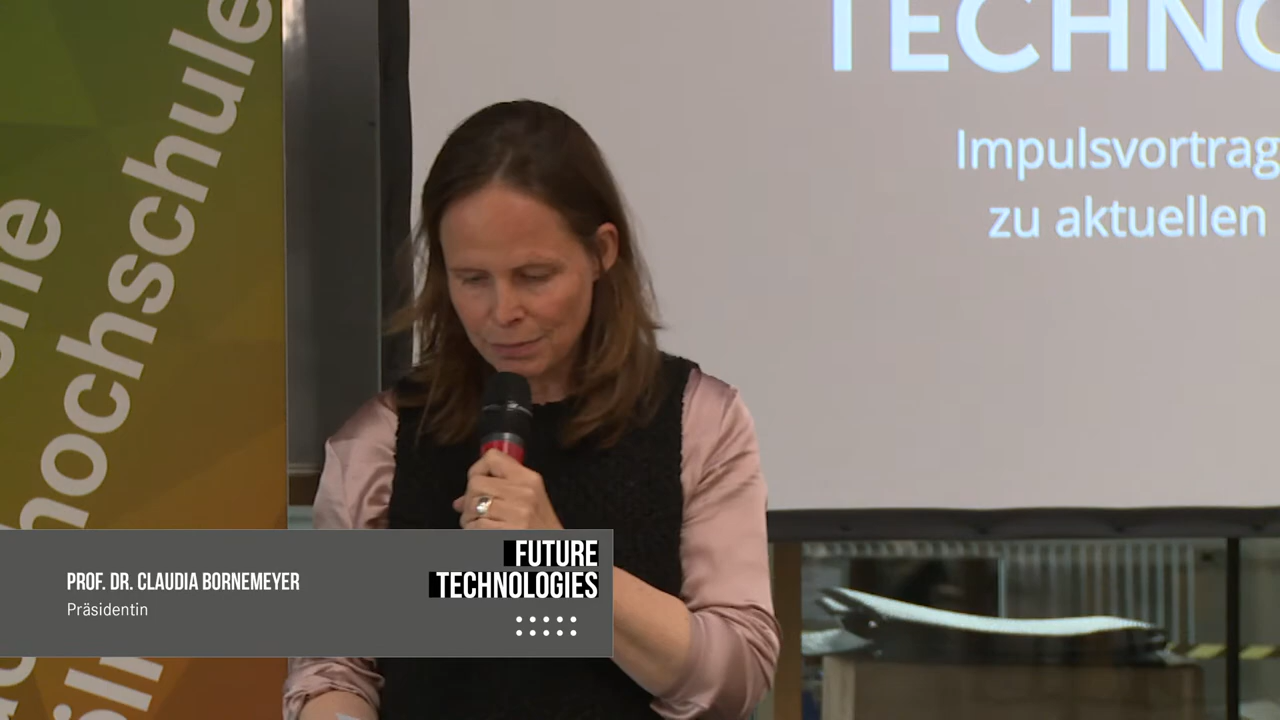 hochschule
TECHNO
Impulsvortrag
zu aktuellen
PROF. DR. CLAUDIA BORNEMEYER
Präsidentin
FUTURE
TECHNOLOGIES